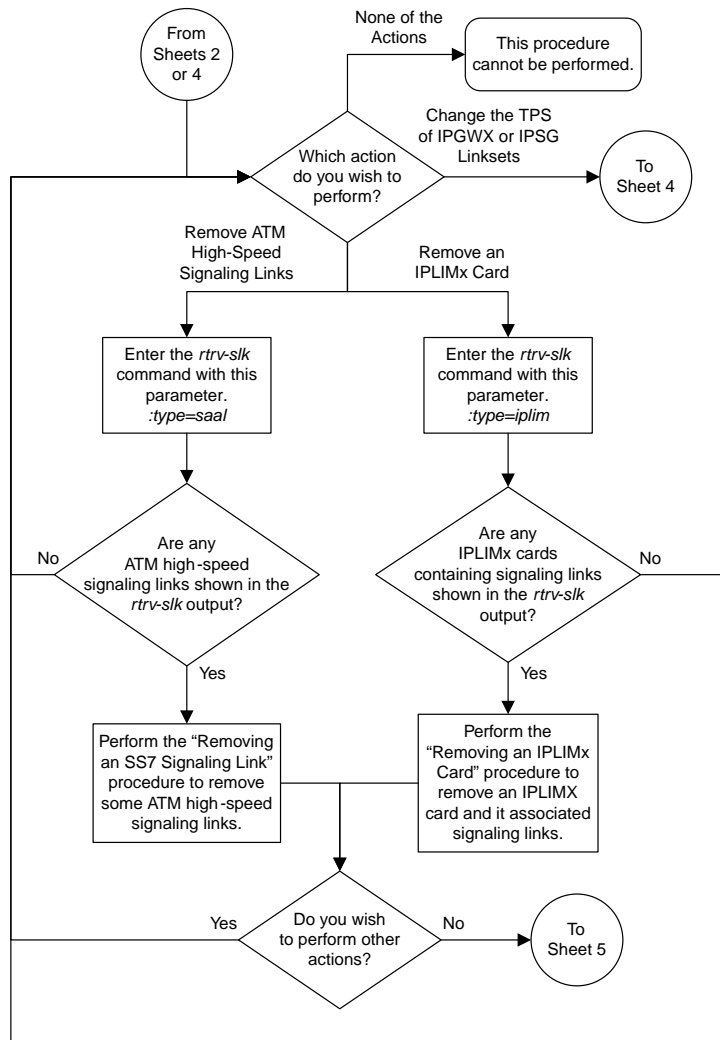 From
Sheets 2
or 4
None of the
Actions
This procedure
cannot be performed.
Change the TPS
of IPGWX or IPSG
Linksets
Which action
do you wish to
perform?
To
Sheet 4
Remove ATM
High-Speed
Signaling Links
Remove an
IPLIMx Card
Enter the rtrv-slk
command with this
parameter.
:type=saal
Enter the rtrv-slk
command with this
parameter.
:type=iplim
No
Are any
ATM high-speed
signaling links shown in the
rtrv-slk output?
Are any
IPLIMx cards
containing signaling links
shown in the rtrv-slk
output?
No
Yes
Yes
Perform the “Removing
an SS7 Signaling Link”
procedure to remove
some ATM high-speed
signaling links.
Perform the
“Removing an IPLIMx
Card” procedure to
remove an IPLIMX
card and it associated
signaling links.
Yes
Do you wish
to perform other
actions?
No
To
Sheet 5